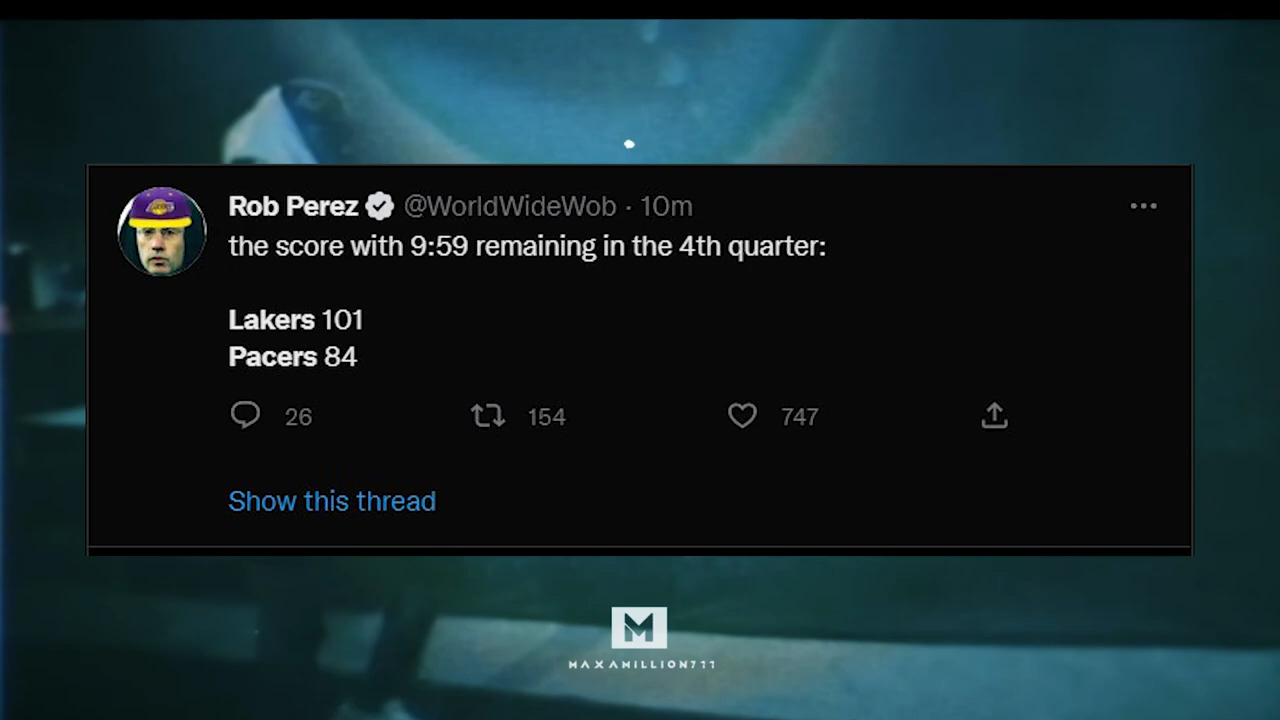 Rob Perez @WorldWideWob · 10m
the score with 9:59 remaining in the 4th quarter:
Lakers 101
Pacers 84
26 154 747
Show this thread
M
MAXAMILLION711